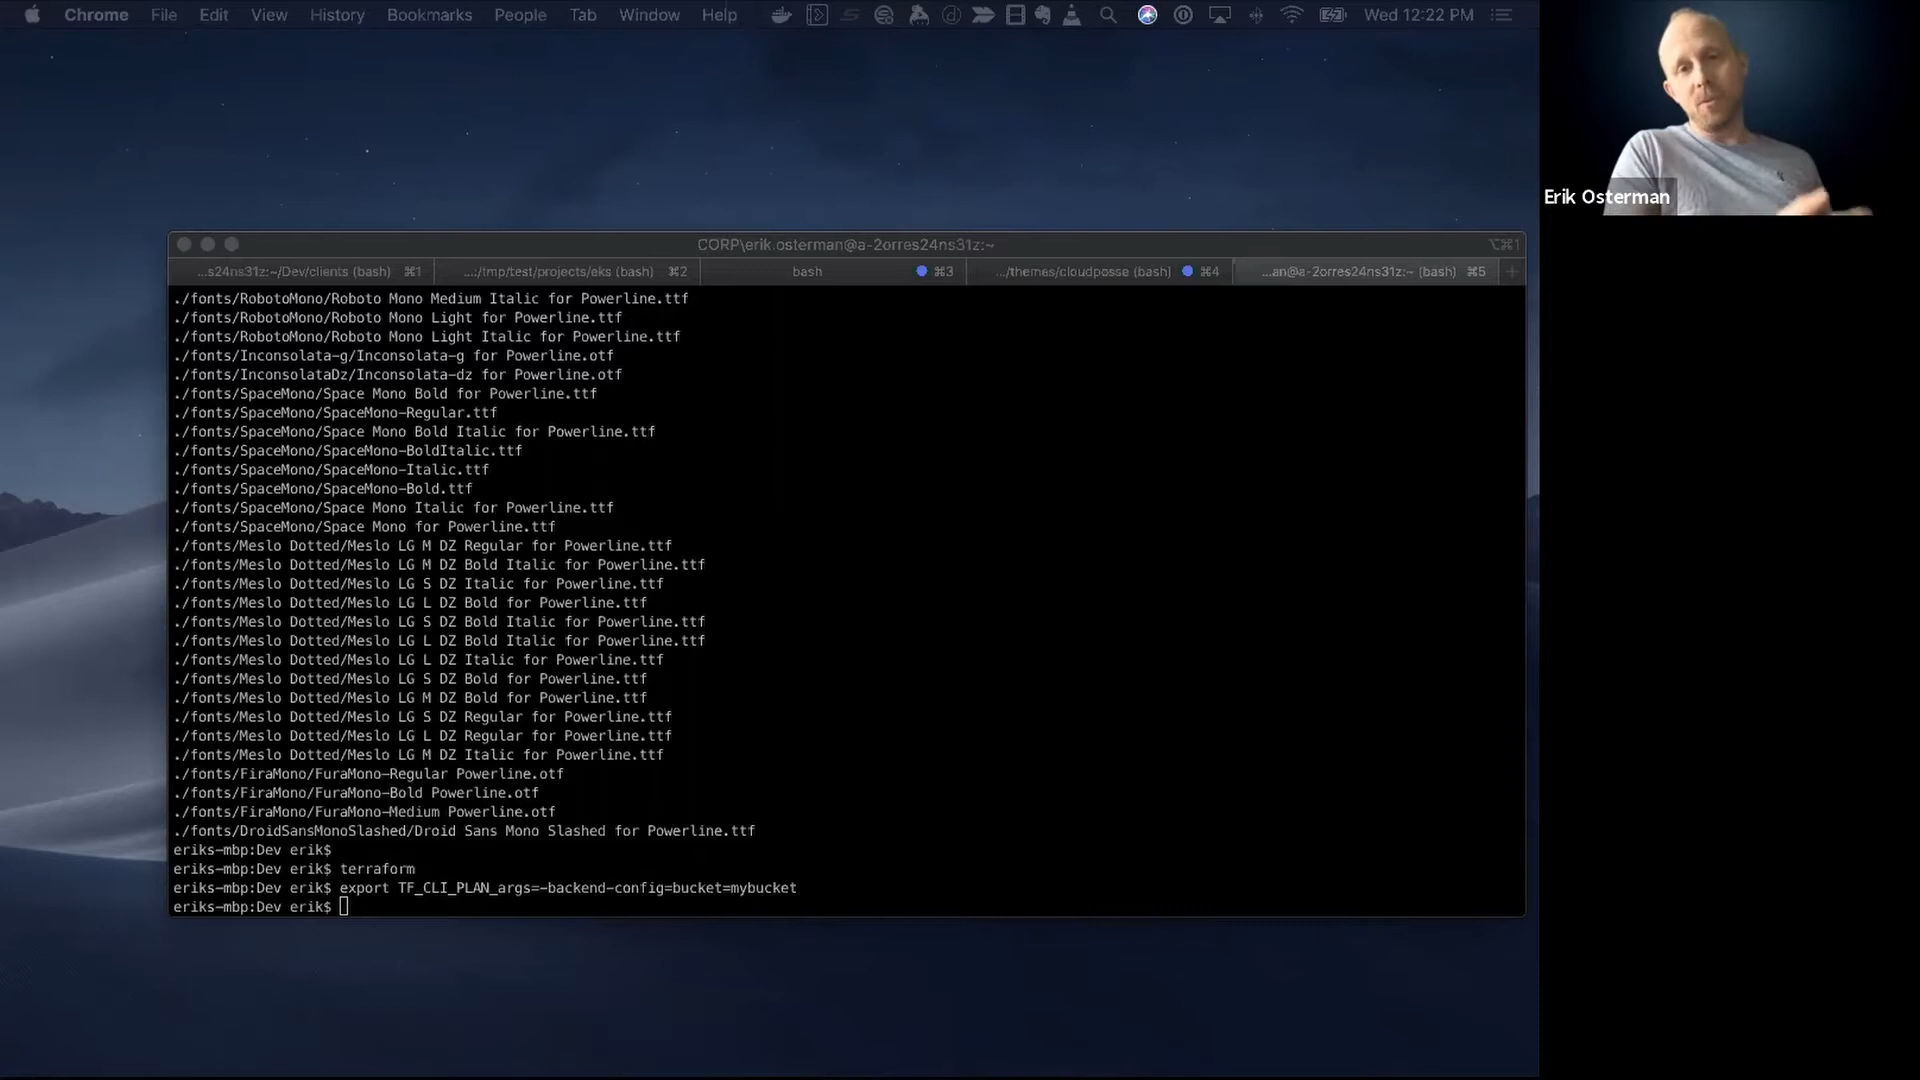 Chrome File Edit View History Bookmarks People Tab Window Help Wed 12:22 PM
Erik Osterman
CORP\erik.osterman@a-2orres24ns31z:~ ⌥⌘1
...s24ns31z:~/Dev/clients (bash) ⌘1 ...:/tmp/test/projects/eks (bash) ⌘2 bash ⌘3 .../themes/cloudposse (bash) ⌘4 ...an@a-2orres24ns31z:~ (bash) ⌘5
./fonts/RobotoMono/Roboto Mono Medium Italic for Powerline.ttf
./fonts/RobotoMono/Roboto Mono Light for Powerline.ttf
./fonts/RobotoMono/Roboto Mono Light Italic for Powerline.ttf
./fonts/Inconsolata-g/Inconsolata-g for Powerline.otf
./fonts/InconsolataDz/Inconsolata-dz for Powerline.otf
./fonts/SpaceMono/Space Mono Bold for Powerline.ttf
./fonts/SpaceMono/SpaceMono-Regular.ttf
./fonts/SpaceMono/Space Mono Bold Italic for Powerline.ttf
./fonts/SpaceMono/SpaceMono-BoldItalic.ttf
./fonts/SpaceMono/SpaceMono-Italic.ttf
./fonts/SpaceMono/SpaceMono-Bold.ttf
./fonts/SpaceMono/Space Mono Italic for Powerline.ttf
./fonts/SpaceMono/Space Mono for Powerline.ttf
./fonts/Meslo Dotted/Meslo LG M DZ Regular for Powerline.ttf
./fonts/Meslo Dotted/Meslo LG M DZ Bold Italic for Powerline.ttf
./fonts/Meslo Dotted/Meslo LG S DZ Italic for Powerline.ttf
./fonts/Meslo Dotted/Meslo LG L DZ Bold for Powerline.ttf
./fonts/Meslo Dotted/Meslo LG S DZ Bold Italic for Powerline.ttf
./fonts/Meslo Dotted/Meslo LG L DZ Bold Italic for Powerline.ttf
./fonts/Meslo Dotted/Meslo LG L DZ Italic for Powerline.ttf
./fonts/Meslo Dotted/Meslo LG S DZ Bold for Powerline.ttf
./fonts/Meslo Dotted/Meslo LG M DZ Bold for Powerline.ttf
./fonts/Meslo Dotted/Meslo LG S DZ Regular for Powerline.ttf
./fonts/Meslo Dotted/Meslo LG L DZ Regular for Powerline.ttf
./fonts/Meslo Dotted/Meslo LG M DZ Italic for Powerline.ttf
./fonts/FiraMono/FuraMono-Regular Powerline.otf
./fonts/FiraMono/FuraMono-Bold Powerline.otf
./fonts/FiraMono/FuraMono-Medium Powerline.otf
./fonts/DroidSansMonoSlashed/Droid Sans Mono Slashed for Powerline.ttf
eriks-mbp:Dev erik$
eriks-mbp:Dev erik$ terraform
eriks-mbp:Dev erik$ export TF_CLI_PLAN_args=-backend-config=bucket=mybucket
eriks-mbp:Dev erik$